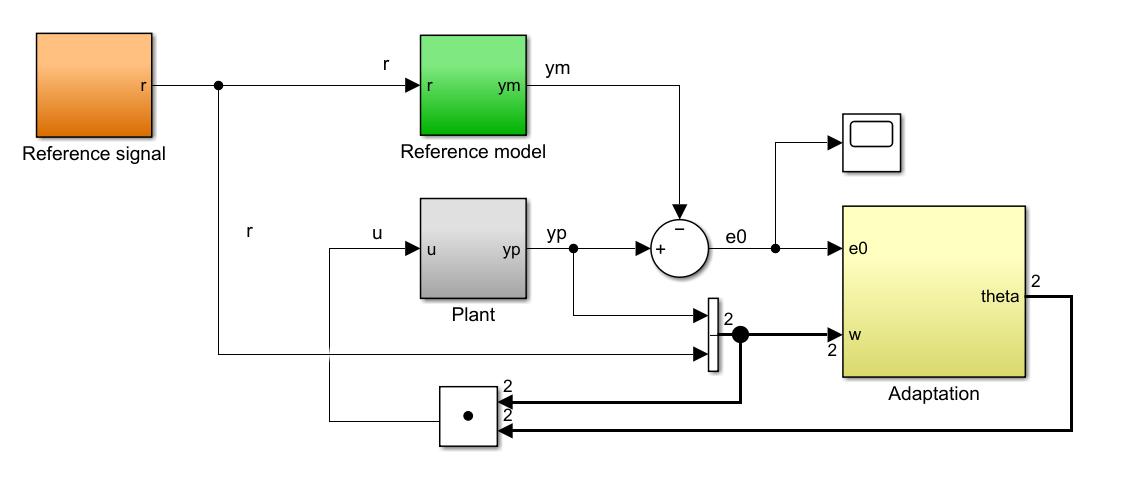 r
Reference signal
r
r
ym
Reference model
ym
r
u
u
yp
Plant
yp
−
+
e0
e0
w
theta
Adaptation
2
2
2
2
2